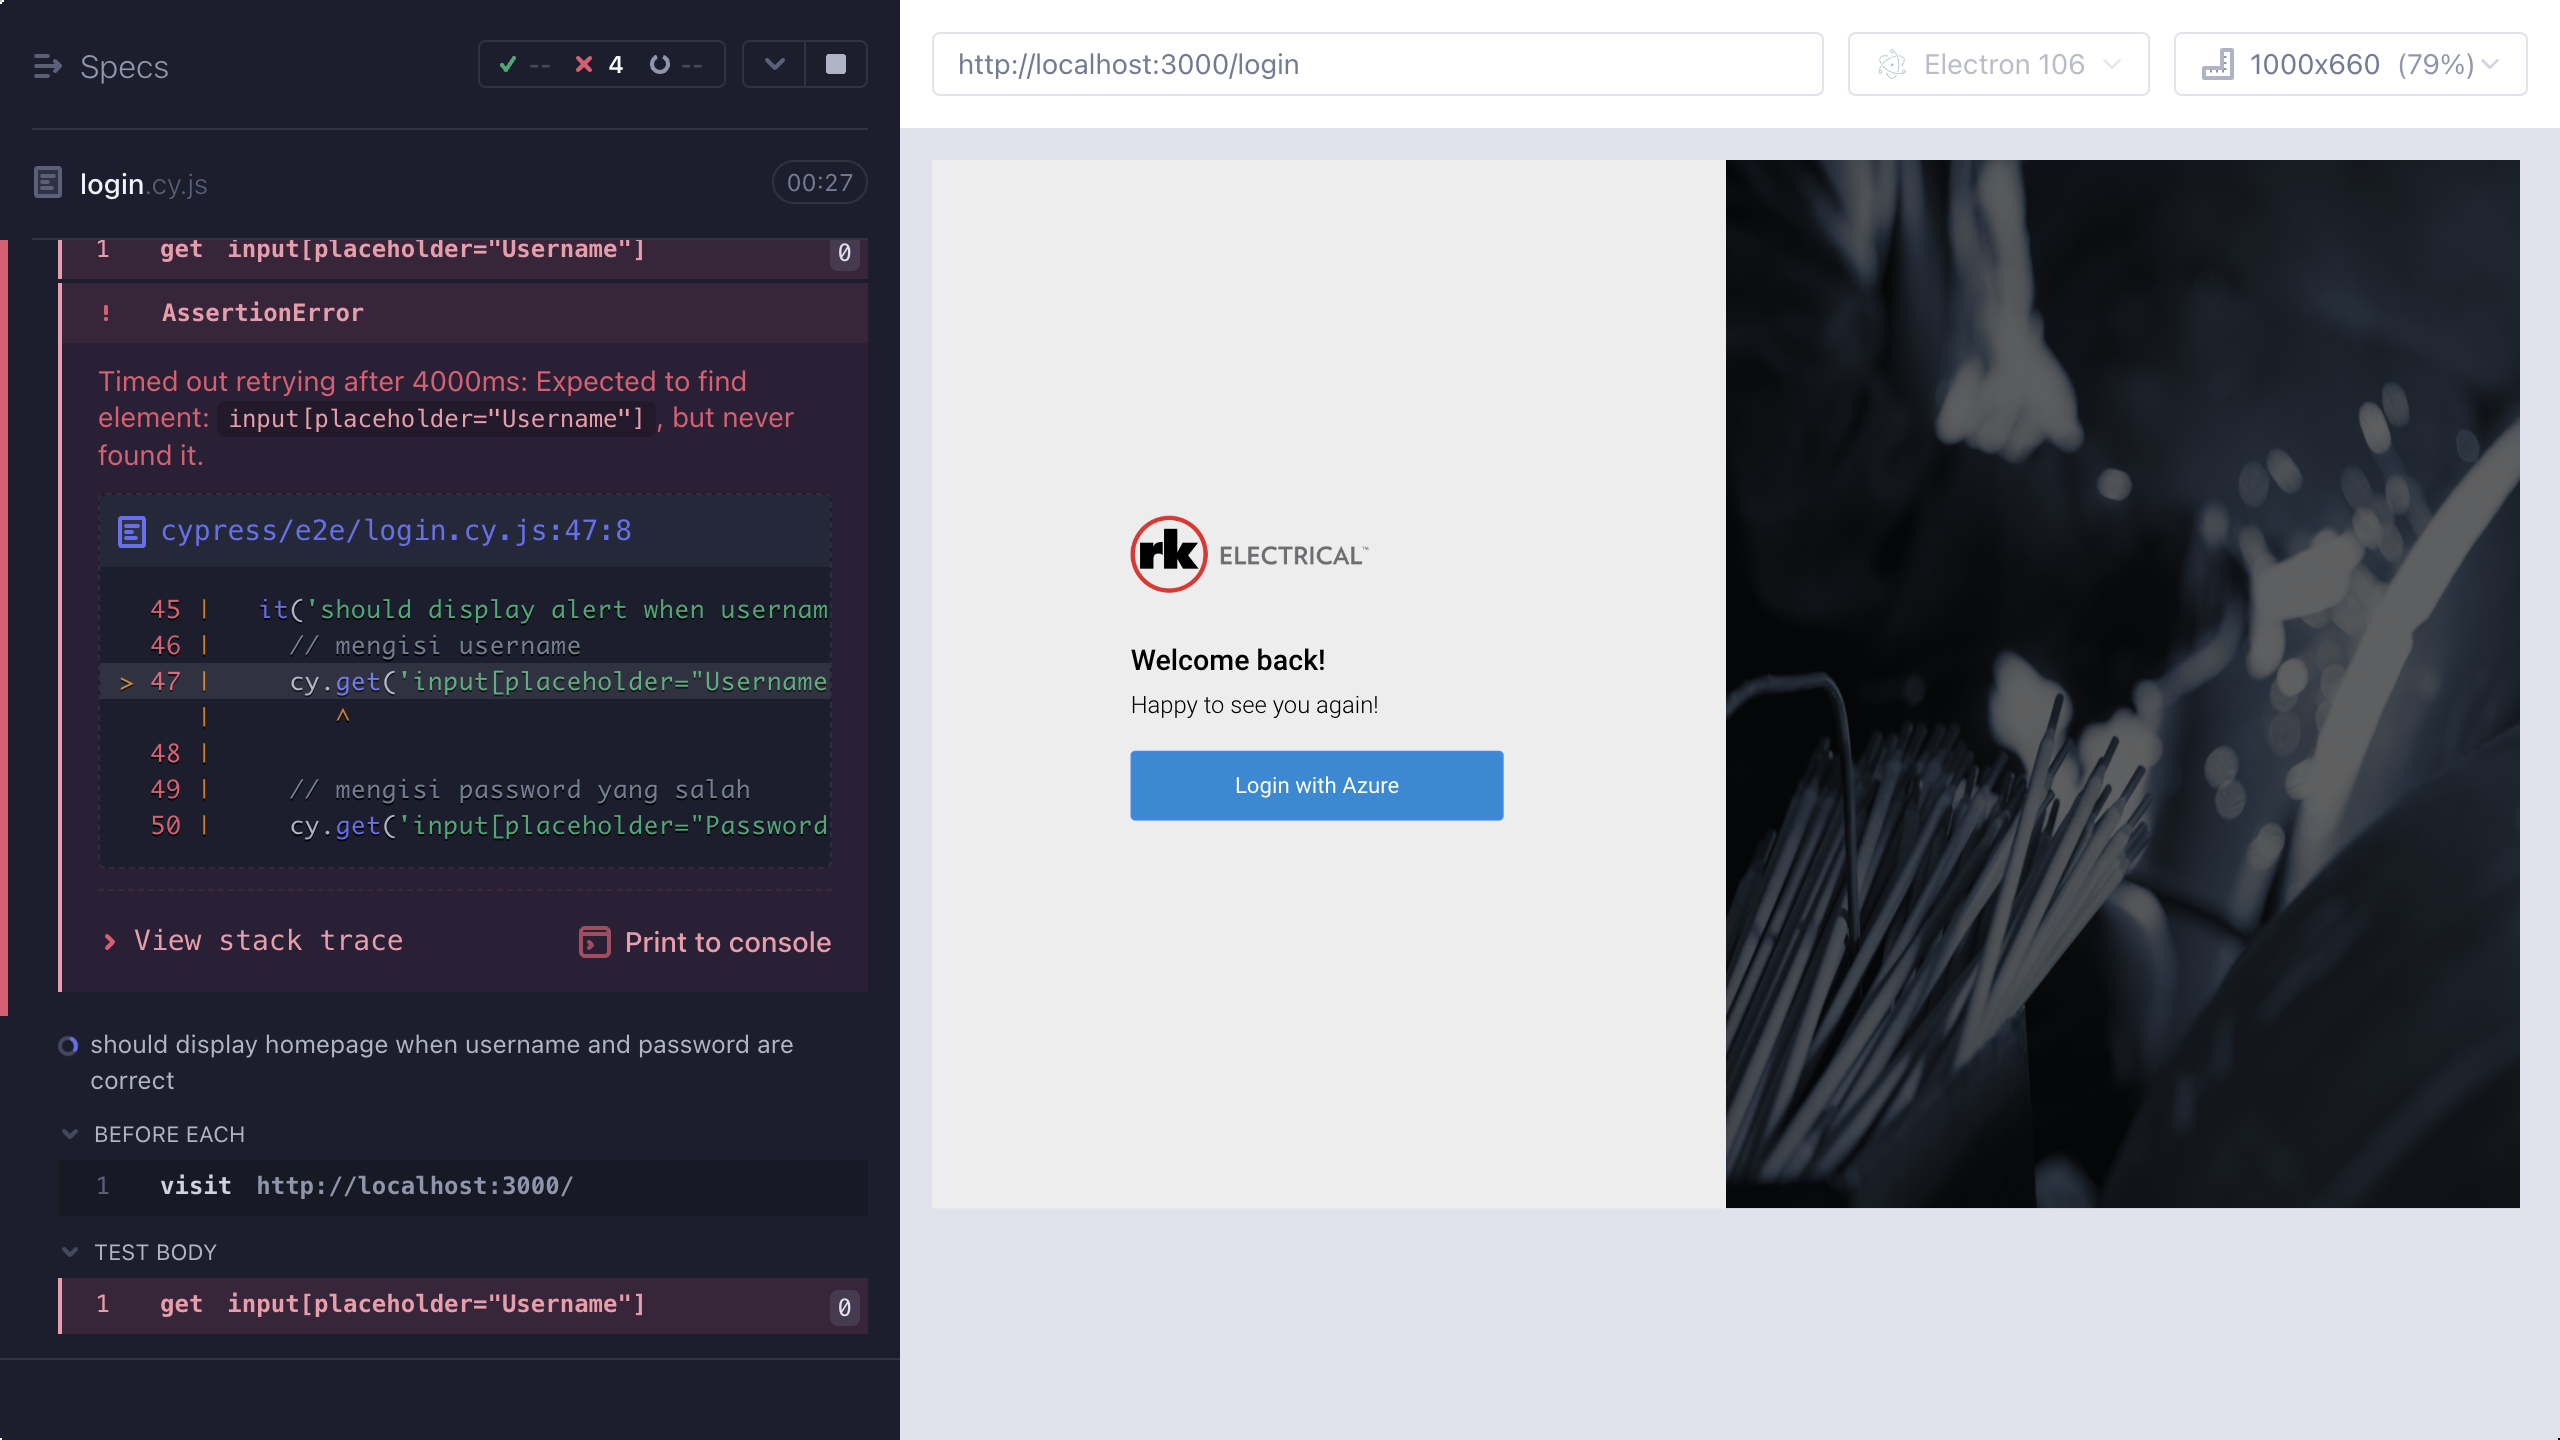 Specs
-- 4 --
login.cy.js
00:27
1 get input[placeholder="Username"] 0
! AssertionError
Timed out retrying after 4000ms: Expected to find
element: input[placeholder="Username"] , but never
found it.
cypress/e2e/login.cy.js:47:8
45 | it('should display alert when usernam
46 | // mengisi username
> 47 | cy.get('input[placeholder="Username
| ^
48 |
49 | // mengisi password yang salah
50 | cy.get('input[placeholder="Password
View stack trace
Print to console
should display homepage when username and password are
correct
BEFORE EACH
1 visit http://localhost:3000/
TEST BODY
1 get input[placeholder="Username"] 0
http://localhost:3000/login
Electron 106
1000x660 (79%)
rk ELECTRICAL™
Welcome back!
Happy to see you again!
Login with Azure